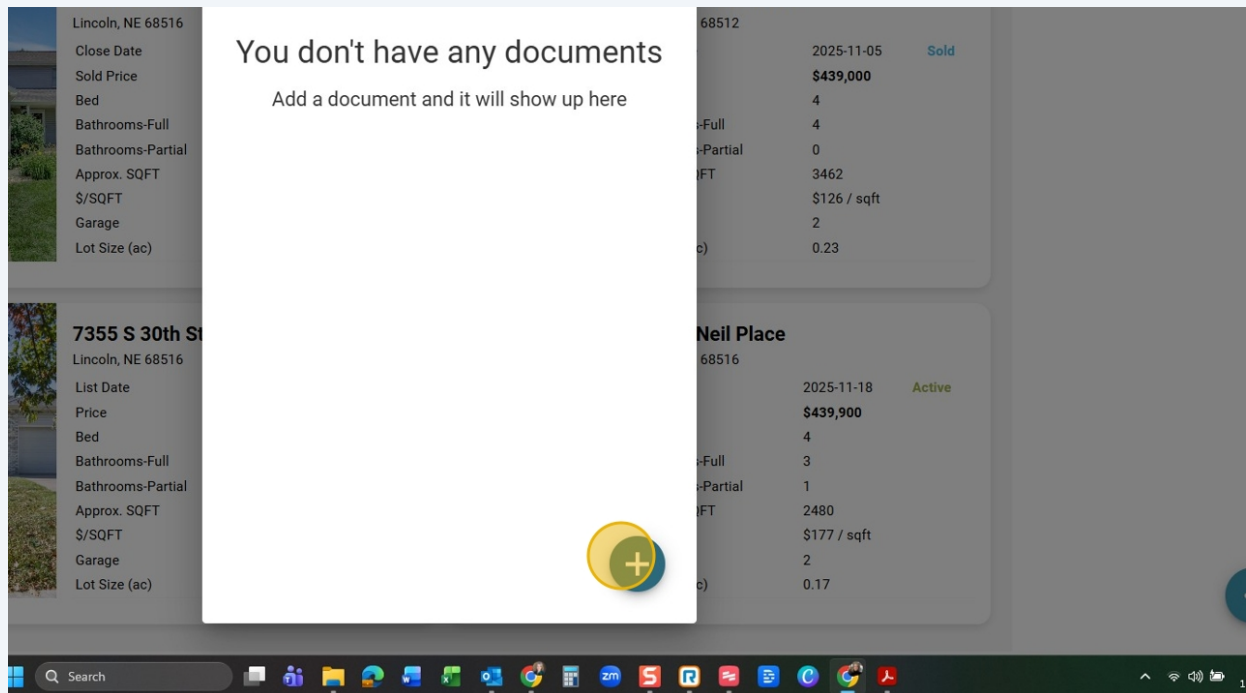 Lincoln, NE 68516
Close Date
Sold Price
Bed
Bathrooms-Full
Bathrooms-Partial
Approx. SQFT
$/SQFT
Garage
Lot Size (ac)
You don't have any documents
Add a document and it will show up here
68512
2025-11-05 Sold
$439,000
4
-Full 4
-Partial 0
3462
$126 / sqft
2
c) 0.23
7355 S 30th St
Lincoln, NE 68516
List Date
Price
Bed
Bathrooms-Full
Bathrooms-Partial
Approx. SQFT
$/SQFT
Garage
Lot Size (ac)
Neil Place
68516
2025-11-18 Active
$439,900
4
-Full 3
-Partial 1
2480
$177 / sqft
2
c) 0.17
Search
zm